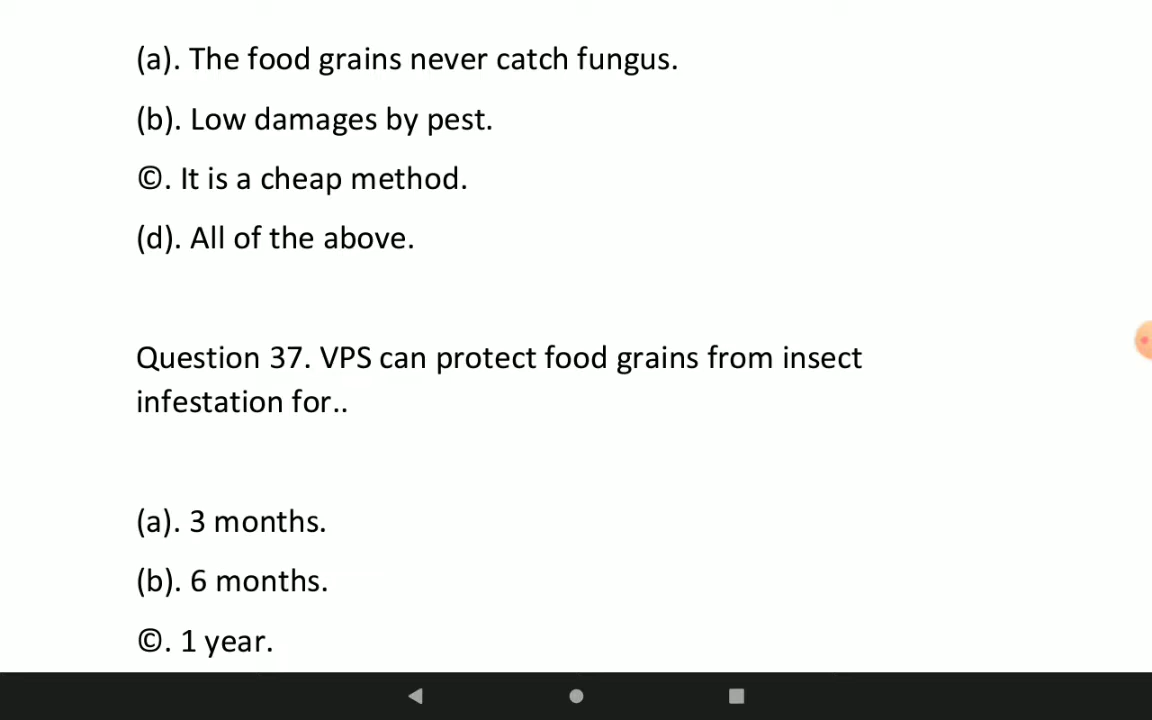 (a). The food grains never catch fungus.
(b). Low damages by pest.
©. It is a cheap method.
(d). All of the above.
Question 37. VPS can protect food grains from insect
infestation for..
(a). 3 months.
(b). 6 months.
©. 1 year.